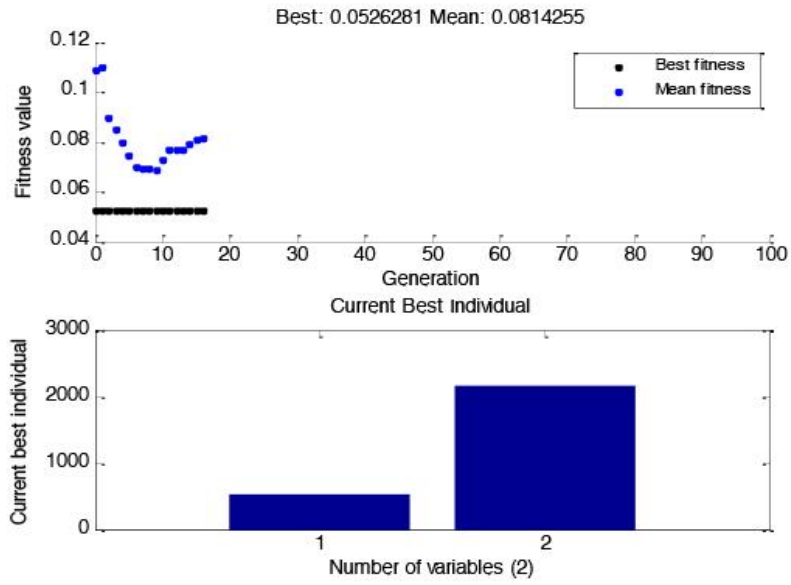 Best: 0.0526281 Mean: 0.0814255
0.12
0.1
0.08
0.06
0.04
Fitness value
Best fitness
Mean fitness
0 10 20 30 40 50 60 70 80 90 100
Generation
Current Best Individual
3000
2000
1000
0
Current best individual
1 2
Number of variables (2)